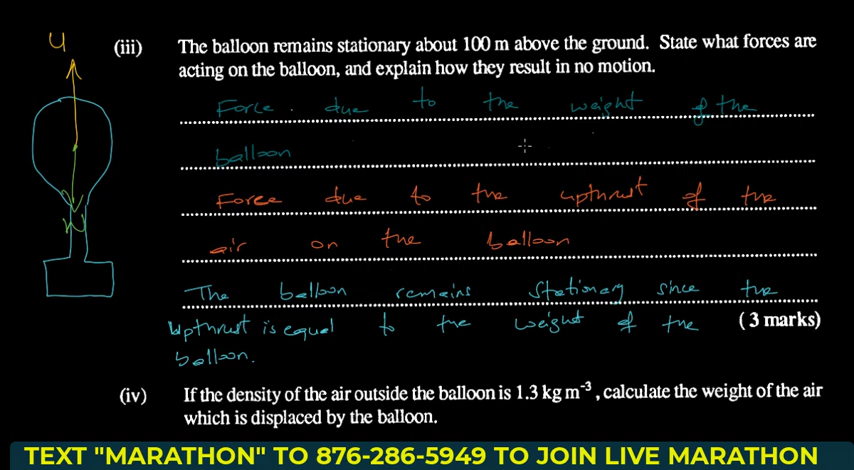 U
(iii) The balloon remains stationary about 100 m above the ground. State what forces are
acting on the balloon, and explain how they result in no motion.
Force due to the weight of the
balloon
Force due to the upthrust of the
air on the balloon
W
The balloon remains stationary since the
upthrust is equal to the weight of the (3 marks)
balloon.
(iv) If the density of the air outside the balloon is 1.3 kg m⁻³, calculate the weight of the air
which is displaced by the balloon.
TEXT "MARATHON" TO 876-286-5949 TO JOIN LIVE MARATHON